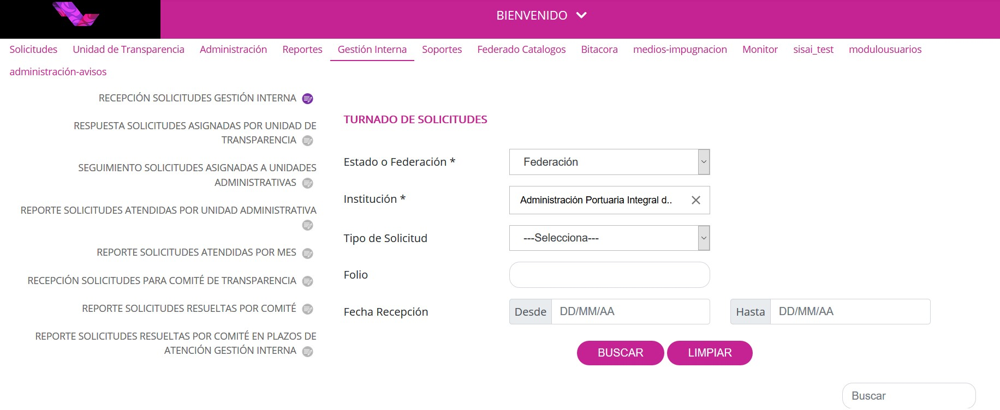 BIENVENIDO
Solicitudes Unidad de Transparencia Administración Reportes Gestión Interna Soportes Federado Catalogos Bitacora medios-impugnacion Monitor sisai_test modulousuarios
administración-avisos
RECEPCIÓN SOLICITUDES GESTIÓN INTERNA
RESPUESTA SOLICITUDES ASIGNADAS POR UNIDAD DE
TRANSPARENCIA
SEGUIMIENTO SOLICITUDES ASIGNADAS A UNIDADES
ADMINISTRATIVAS
REPORTE SOLICITUDES ATENDIDAS POR UNIDAD ADMINISTRATIVA
REPORTE SOLICITUDES ATENDIDAS POR MES
RECEPCIÓN SOLICITUDES PARA COMITÉ DE TRANSPARENCIA
REPORTE SOLICITUDES RESUELTAS POR COMITÉ
REPORTE SOLICITUDES RESUELTAS POR COMITÉ EN PLAZOS DE
ATENCIÓN GESTIÓN INTERNA
TURNADO DE SOLICITUDES
Estado o Federación * Federación
Institución * Administración Portuaria Integral d..
Tipo de Solicitud ---Selecciona---
Folio
Fecha Recepción Desde DD/MM/AA Hasta DD/MM/AA
BUSCAR LIMPIAR
Buscar